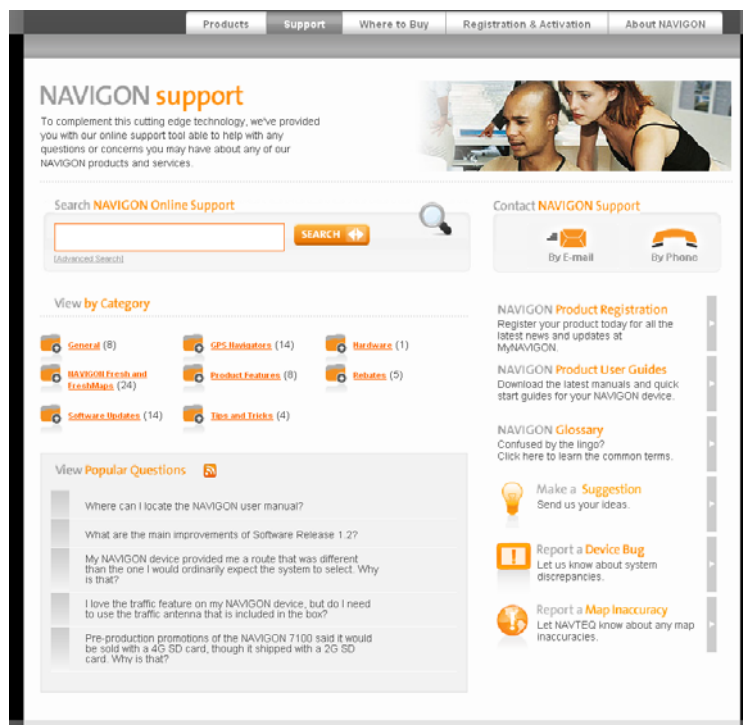 Products
Support
Where to Buy
Registration & Activation
About NAVIGON
NAVIGON support
To complement this cutting edge technology, we've provided
you with our online support tool able to help with any
questions or concerns you may have about any of our
NAVIGON products and services.
Search NAVIGON Online Support
SEARCH
[Advanced Search]
Contact NAVIGON Support
By E-mail
By Phone
View by Category
General (8)
GPS Navigators (14)
Hardware (1)
NAVIGON Fresh and
FreshMaps (24)
Product Features (8)
Rebates (5)
Software Updates (14)
Tips and Tricks (4)
View Popular Questions
Where can I locate the NAVIGON user manual?
What are the main improvements of Software Release 1.2?
My NAVIGON device provided me a route that was different
than the one I would ordinarily expect the system to select. Why
is that?
I love the traffic feature on my NAVIGON device, but do I need
to use the traffic antenna that is included in the box?
Pre-production promotions of the NAVIGON 7100 said it would
be sold with a 4G SD card, though it shipped with a 2G SD
card. Why is that?
NAVIGON Product Registration
Register your product today for all the
latest news and updates at
MyNAVIGON.
NAVIGON Product User Guides
Download the latest manuals and quick
start guides for your NAVIGON device.
NAVIGON Glossary
Confused by the lingo?
Click here to learn the common terms.
Make a Suggestion
Send us your ideas.
Report a Device Bug
Let us know about system
discrepancies.
Report a Map Inaccuracy
Let NAVTEQ know about any map
inaccuracies.